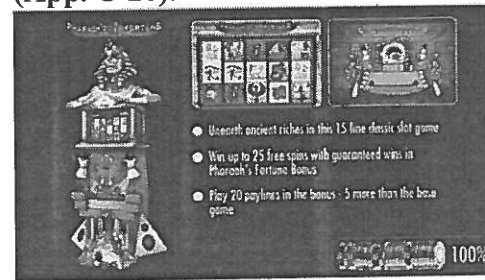 (App. C-20).
PHARAOH'S FORTUNE
Unearth ancient riches in this 15 line classic slot game
Win up to 25 free spins with guaranteed wins in
Pharaoh's Fortune Bonus
Play 20 paylines in the bonus - 5 more than the base
game
100%